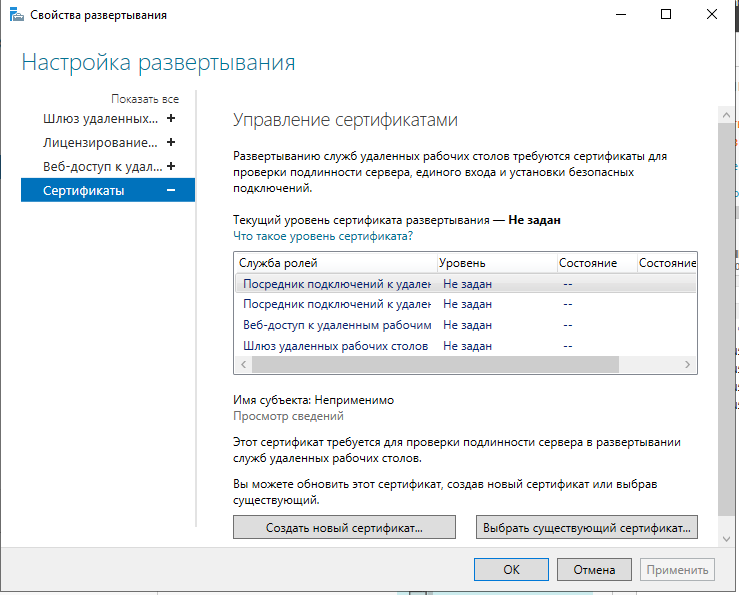 Свойства развертывания
Настройка развертывания
Показать все
Шлюз удаленных... +
Лицензирование... +
Веб-доступ к удал... +
Сертификаты –
Управление сертификатами
Развертыванию служб удаленных рабочих столов требуются сертификаты для
проверки подлинности сервера, единого входа и установки безопасных
подключений.
Текущий уровень сертификата развертывания — Не задан
Что такое уровень сертификата?
Служба ролей Уровень Состояние Состояние
Посредник подключений к удален Не задан --
Посредник подключений к удален Не задан --
Веб-доступ к удаленным рабочим Не задан --
Шлюз удаленных рабочих столов Не задан --
Имя субъекта: Неприменимо
Просмотр сведений
Этот сертификат требуется для проверки подлинности сервера в развертывании
служб удаленных рабочих столов.
Вы можете обновить этот сертификат, создав новый сертификат или выбрав
существующий.
Создать новый сертификат... Выбрать существующий сертификат...
ОК Отмена Применить